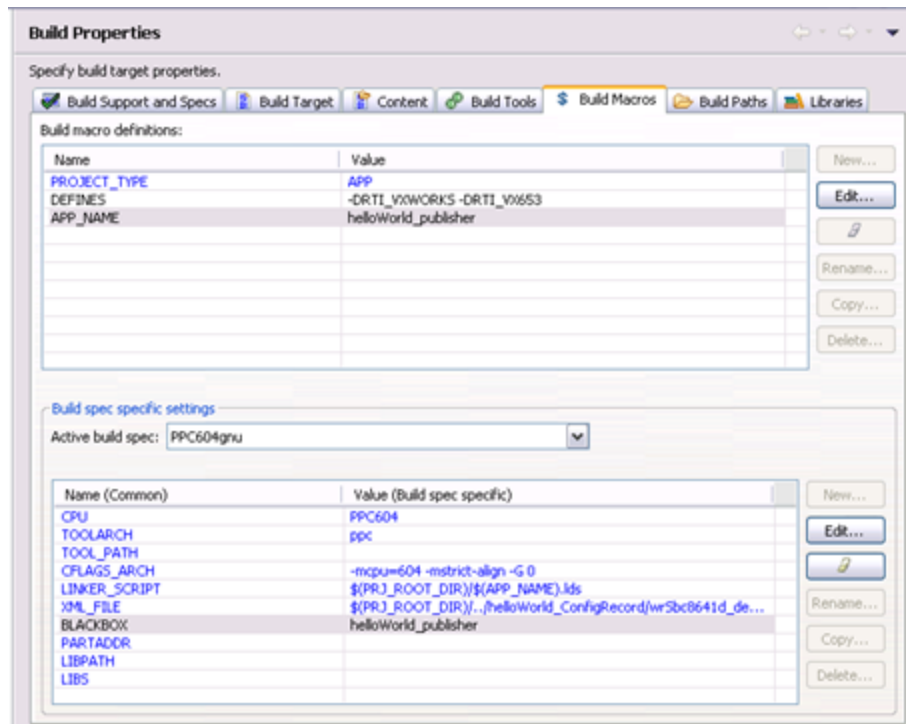 Build Properties
Specify build target properties.
Build Support and Specs Build Target Content Build Tools $ Build Macros Build Paths Libraries
Build macro definitions:
Name Value New...
PROJECT_TYPE APP
DEFINES -DRTI_VXWORKS -DRTI_VX653 Edit...
APP_NAME helloWorld_publisher
Rename...
Copy...
Delete...
Build spec specific settings
Active build spec: PPC604gnu
Name (Common) Value (Build spec specific) New...
CPU PPC604
TOOLARCH ppc Edit...
TOOL_PATH
CFLAGS_ARCH -mcpu=604 -mstrict-align -G 0
LINKER_SCRIPT $(PRJ_ROOT_DIR)/$(APP_NAME).lds
XML_FILE $(PRJ_ROOT_DIR)/../helloWorld_ConfigRecord/wrSbc8641d_de... Rename...
BLACKBOX helloWorld_publisher
PARTADDR Copy...
LIBPATH
LIBS Delete...